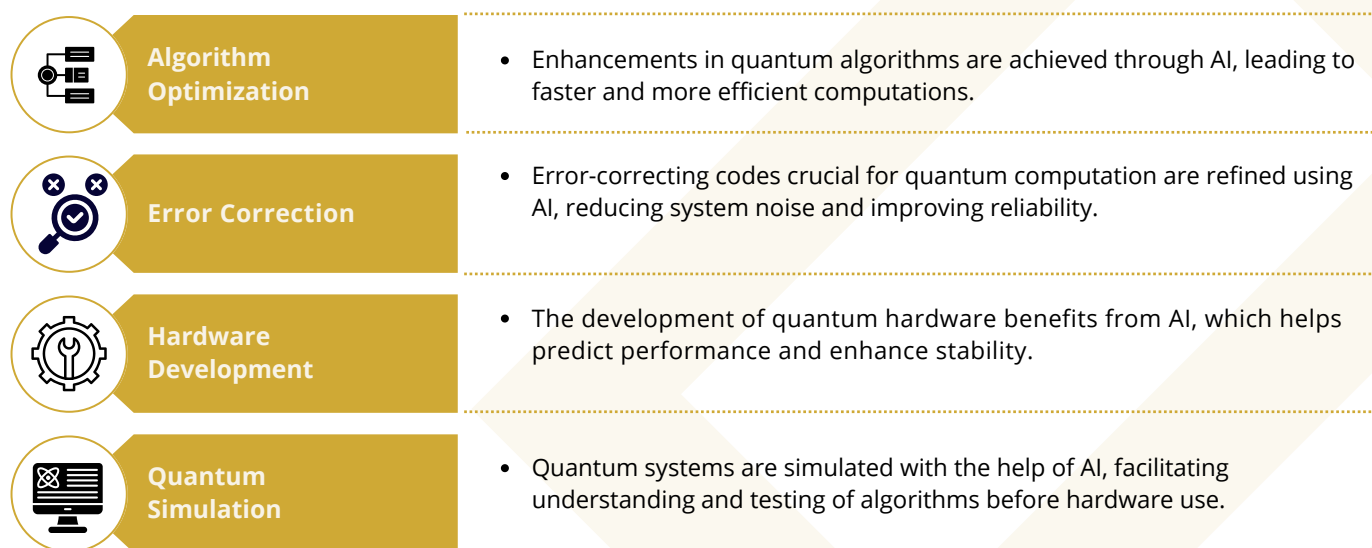 Algorithm
Optimization
• Enhancements in quantum algorithms are achieved through AI, leading to
faster and more efficient computations.
Error Correction
• Error-correcting codes crucial for quantum computation are refined using
AI, reducing system noise and improving reliability.
Hardware
Development
• The development of quantum hardware benefits from AI, which helps
predict performance and enhance stability.
Quantum
Simulation
• Quantum systems are simulated with the help of AI, facilitating
understanding and testing of algorithms before hardware use.